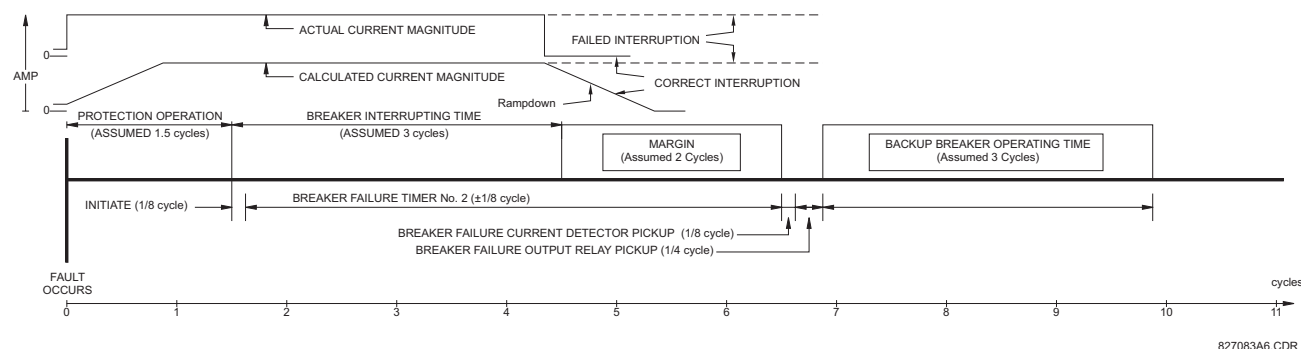 ACTUAL CURRENT MAGNITUDE
FAILED INTERRUPTION
0
AMP
CALCULATED CURRENT MAGNITUDE
CORRECT INTERRUPTION
Rampdown
0
PROTECTION OPERATION
(ASSUMED 1.5 cycles)
BREAKER INTERRUPTING TIME
(ASSUMED 3 cycles)
MARGIN
(Assumed 2 Cycles)
BACKUP BREAKER OPERATING TIME
(Assumed 3 Cycles)
INITIATE (1/8 cycle)
BREAKER FAILURE TIMER No. 2 (±1/8 cycle)
BREAKER FAILURE CURRENT DETECTOR PICKUP (1/8 cycle)
BREAKER FAILURE OUTPUT RELAY PICKUP (1/4 cycle)
FAULT
OCCURS
cycles
0 1 2 3 4 5 6 7 8 9 10 11
827083A6.CDR